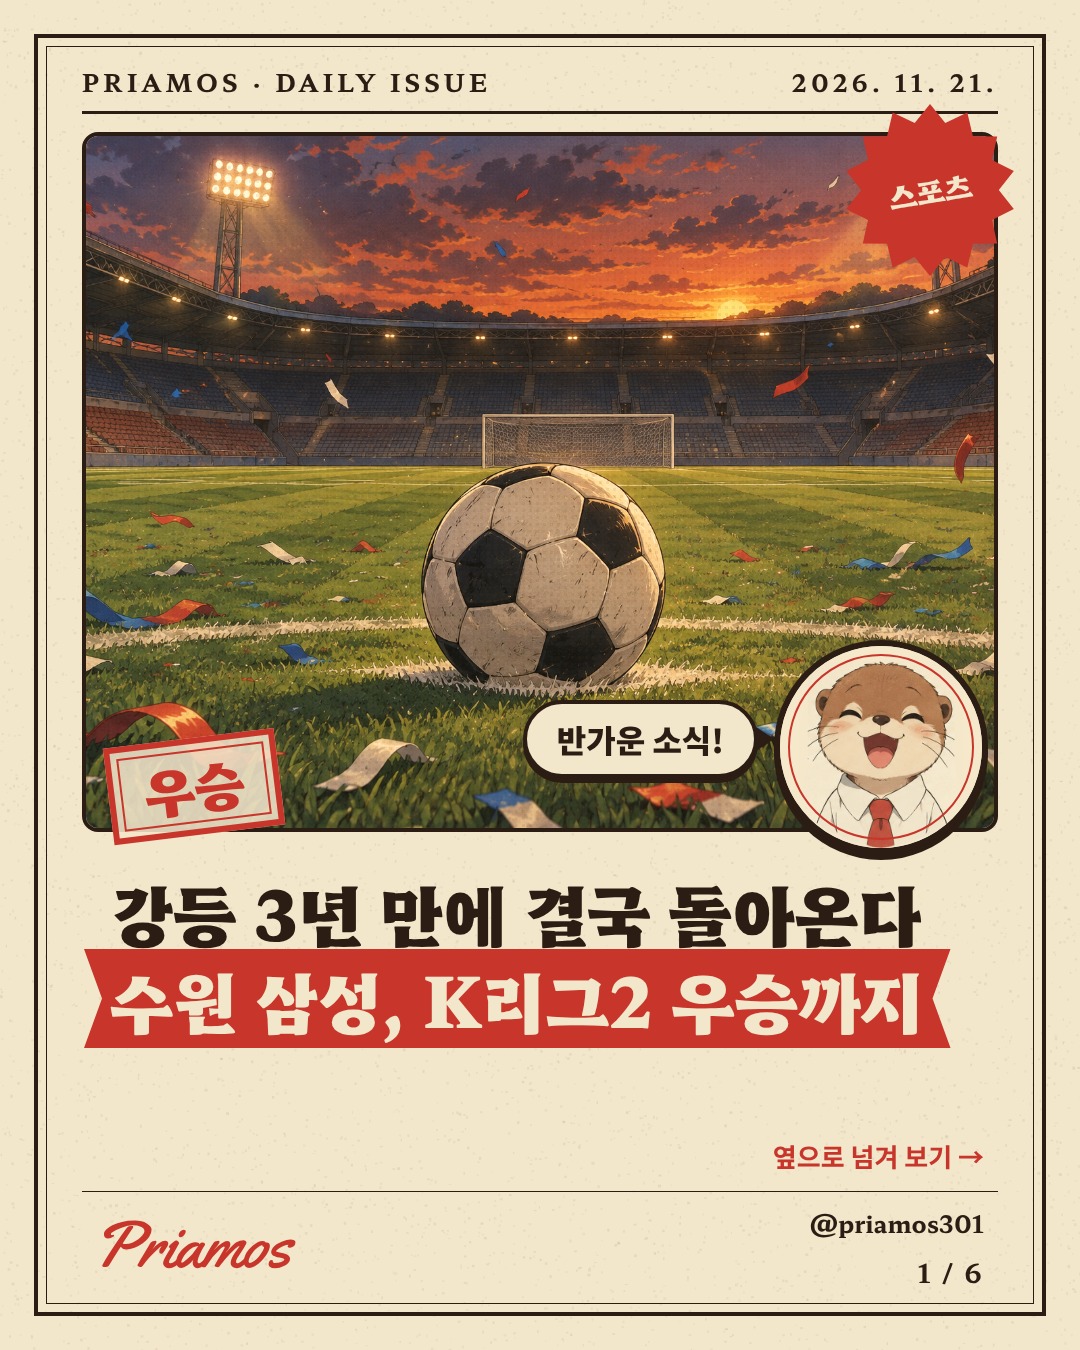 PRIAMOS · DAILY ISSUE
2026. 11. 21.
스포츠
반가운 소식!
우승
강등 3년 만에 결국 돌아온다
수원 삼성, K리그2 우승까지
옆으로 넘겨 보기 →
Priamos
@priamos301
1 / 6